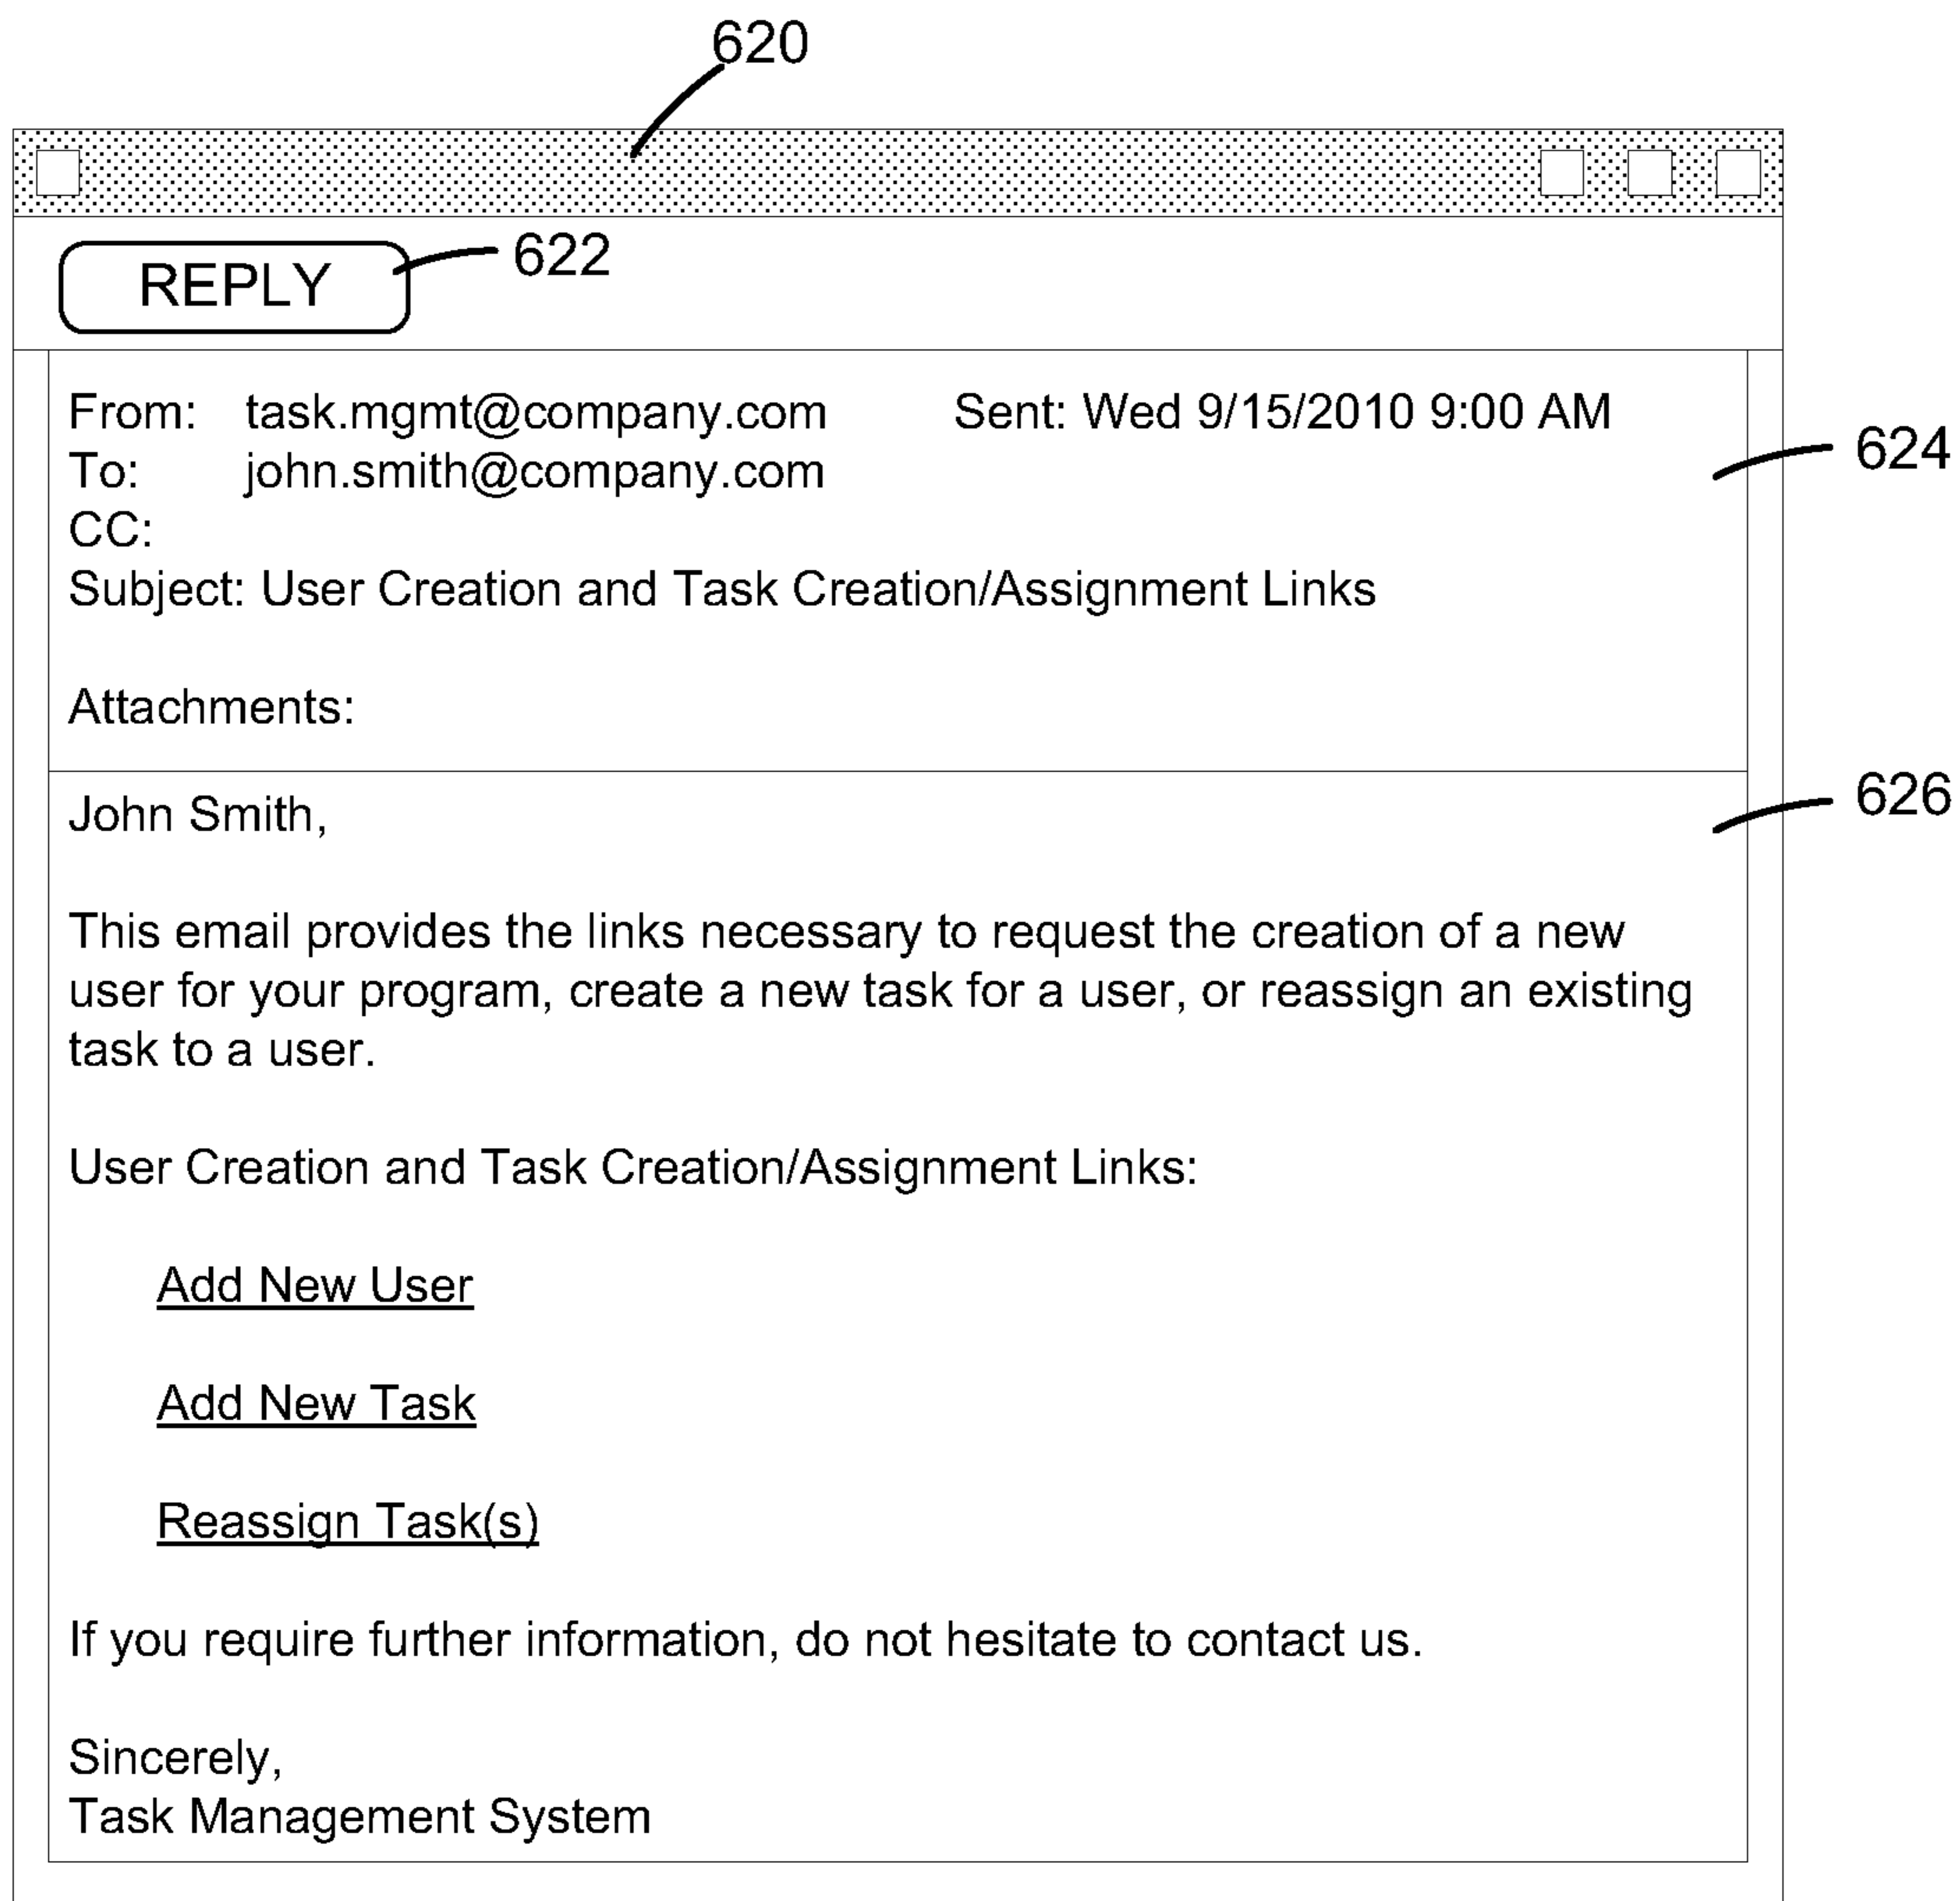 620
REPLY 622
From: task.mgmt@company.com Sent: Wed 9/15/2010 9:00 AM
To: john.smith@company.com
624
CC:
Subject: User Creation and Task Creation/Assignment Links
Attachments:
626
John Smith,
This email provides the links necessary to request the creation of a new
user for your program, create a new task for a user, or reassign an existing
task to a user.
User Creation and Task Creation/Assignment Links:
Add New User
Add New Task
Reassign Task(s)
If you require further information, do not hesitate to contact us.
Sincerely,
Task Management System